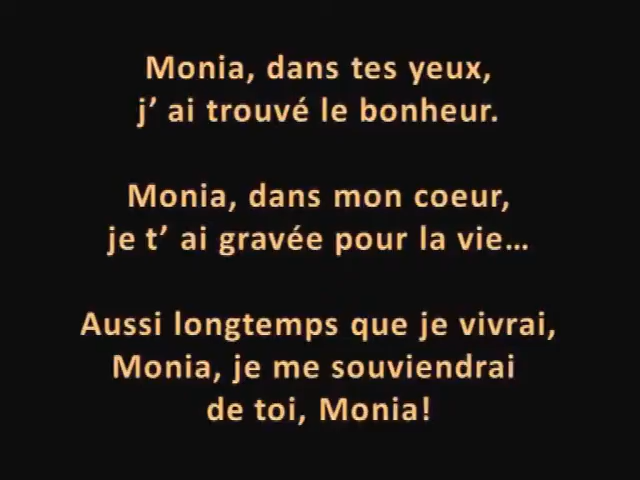 Monia, dans tes yeux,
j’ ai trouvé le bonheur.
Monia, dans mon coeur,
je t’ ai gravée pour la vie…
Aussi longtemps que je vivrai,
Monia, je me souviendrai
de toi, Monia!